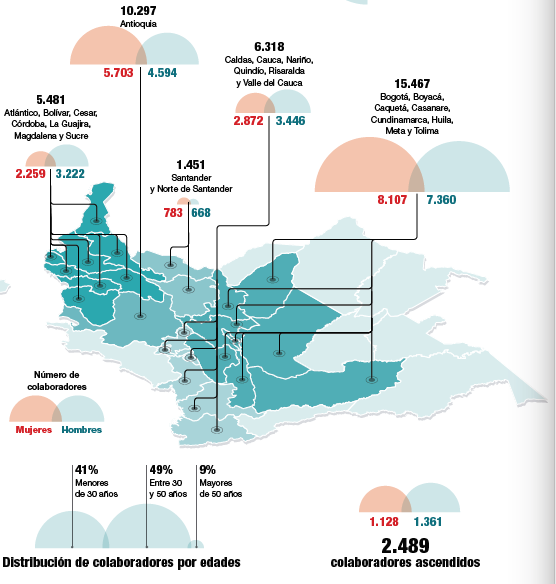 10.297
Antioquia
5.703
4.594
6.318
Caldas, Cauca, Nariño,
Quindío, Risaralda
y Valle del Cauca
2.872
3.446
15.467
Bogotá, Boyacá,
Caquetá, Casanare,
Cundinamarca, Huila,
Meta y Tolima
8.107
7.360
5.481
Atlántico, Bolívar, Cesar,
Córdoba, La Guajira,
Magdalena y Sucre
2.259
3.222
1.451
Santander
y Norte de Santander
783
668
Número de
colaboradores
Mujeres
Hombres
41%
Menores
de 30 años
49%
Entre 30
y 50 años
9%
Mayores
de 50 años
Distribución de colaboradores por edades
1.128
1.361
2.489
colaboradores ascendidos